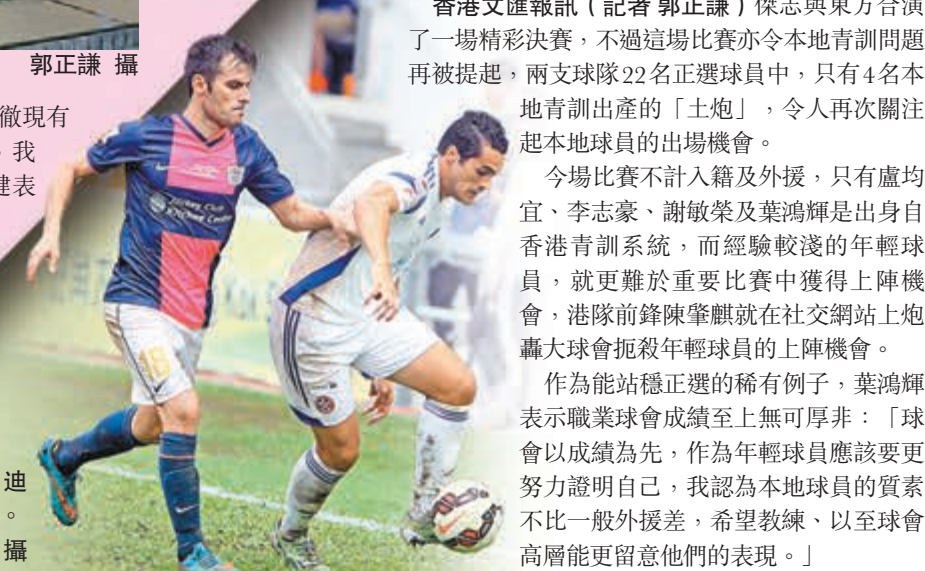 郭正謙 攝
徹現有
，我
建表
迪
。
攝
香港文匯報訊（記者 郭正謙）傑志與東方合演
了一場精彩決賽，不過這場比賽亦令本地青訓問題
再被提起，兩支球隊22名正選球員中，只有4名本
地青訓出產的「土炮」，令人再次關注
起本地球員的出場機會。
今場比賽不計入籍及外援，只有盧均
宜、李志豪、謝敏榮及葉鴻輝是出身自
香港青訓系統，而經驗較淺的年輕球
員，就更難於重要比賽中獲得上陣機
會，港隊前鋒陳肇麒就在社交網站上炮
轟大球會扼殺年輕球員的上陣機會。
作為能站穩正選的稀有例子，葉鴻輝
表示職業球會成績至上無可厚非：「球
會以成績為先，作為年輕球員應該要更
努力證明自己，我認為本地球員的質素
不比一般外援差，希望教練、以至球會
高層能更留意他們的表現。」
Jockey Club
Kitchee Centre
16